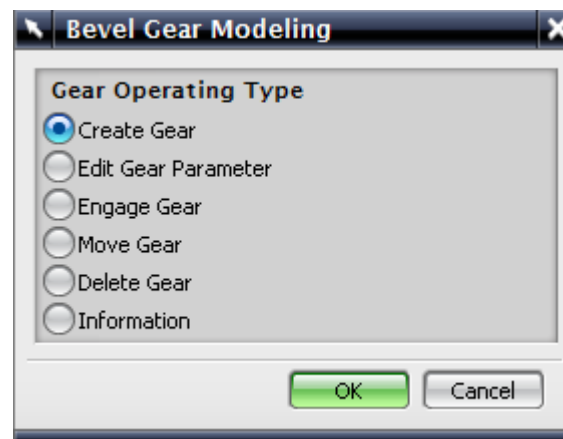 Bevel Gear Modeling
Gear Operating Type
Create Gear
Edit Gear Parameter
Engage Gear
Move Gear
Delete Gear
Information
OK Cancel